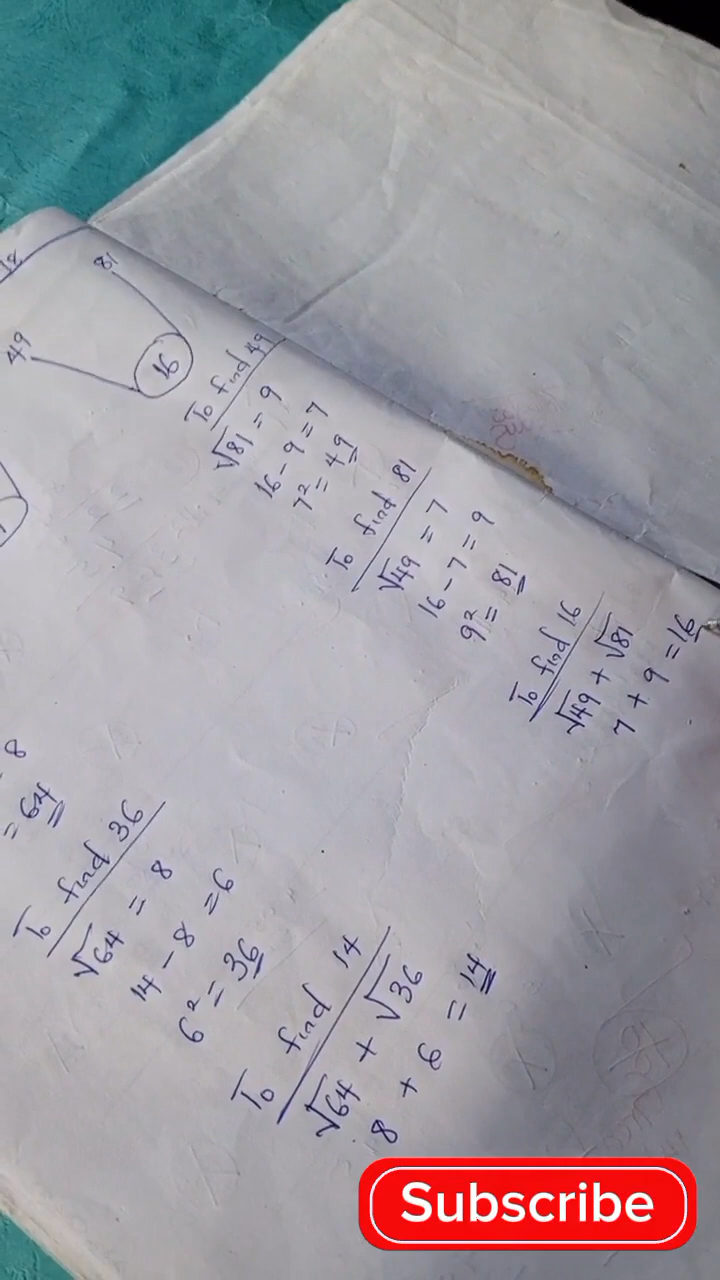 18
49
81
16
To find 49
√81 = 9
16 - 9 = 7
7² = 49
To find 81
√49 = 7
16 - 7 = 9
9² = 81
To find 16
√49 + √81
7 + 9 = 16
8
= 64
To find 36
√64 = 8
14 - 8 = 6
6² = 36
To find 14
√64 + √36
8 + 6 = 14
Subscribe